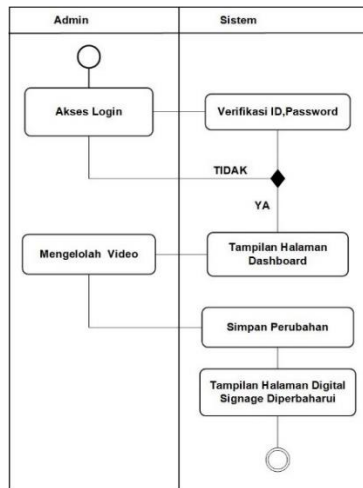 Admin
Sistem
Akses Login
Verifikasi ID,Password
TIDAK
YA
Mengelolah Video
Tampilan Halaman
Dashboard
Simpan Perubahan
Tampilan Halaman Digital
Signage Diperbaharui